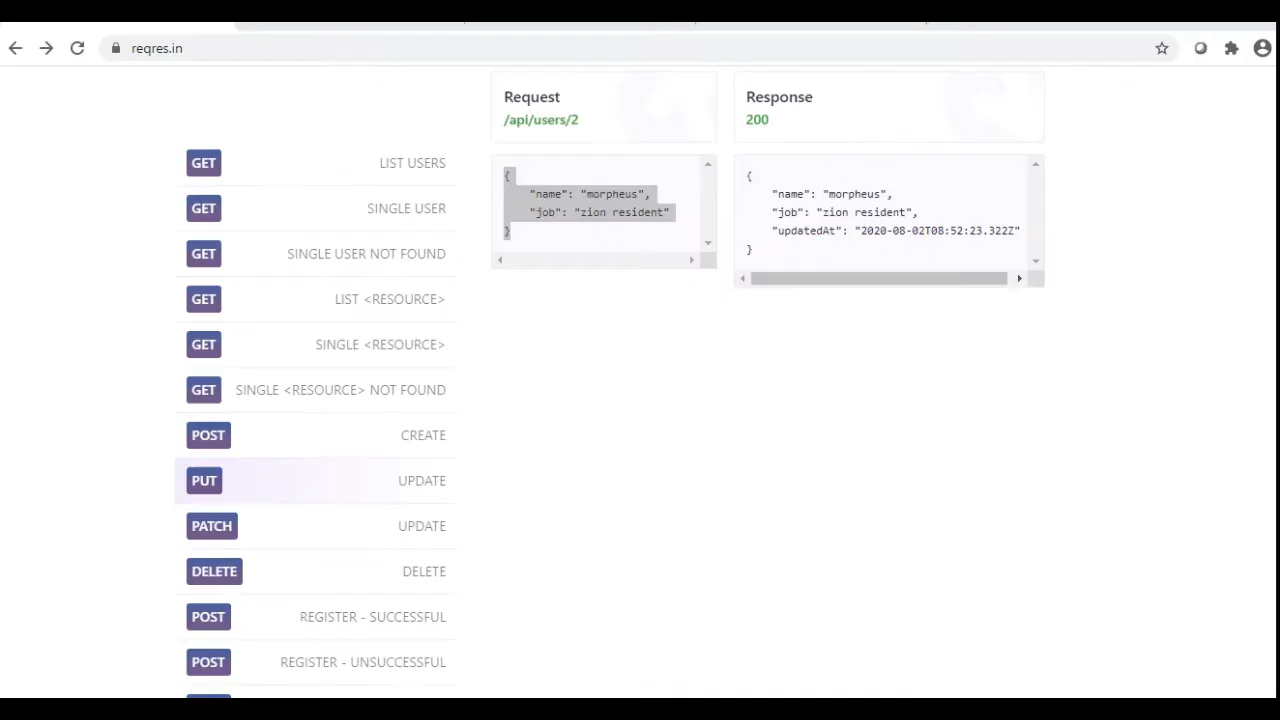 reqres.in
Request
/api/users/2
{
"name": "morpheus",
"job": "zion resident"
}
Response
200
{
"name": "morpheus",
"job": "zion resident",
"updatedAt": "2020-08-02T08:52:23.322Z"
}
GET LIST USERS
GET SINGLE USER
GET SINGLE USER NOT FOUND
GET LIST <RESOURCE>
GET SINGLE <RESOURCE>
GET SINGLE <RESOURCE> NOT FOUND
POST CREATE
PUT UPDATE
PATCH UPDATE
DELETE DELETE
POST REGISTER - SUCCESSFUL
POST REGISTER - UNSUCCESSFUL